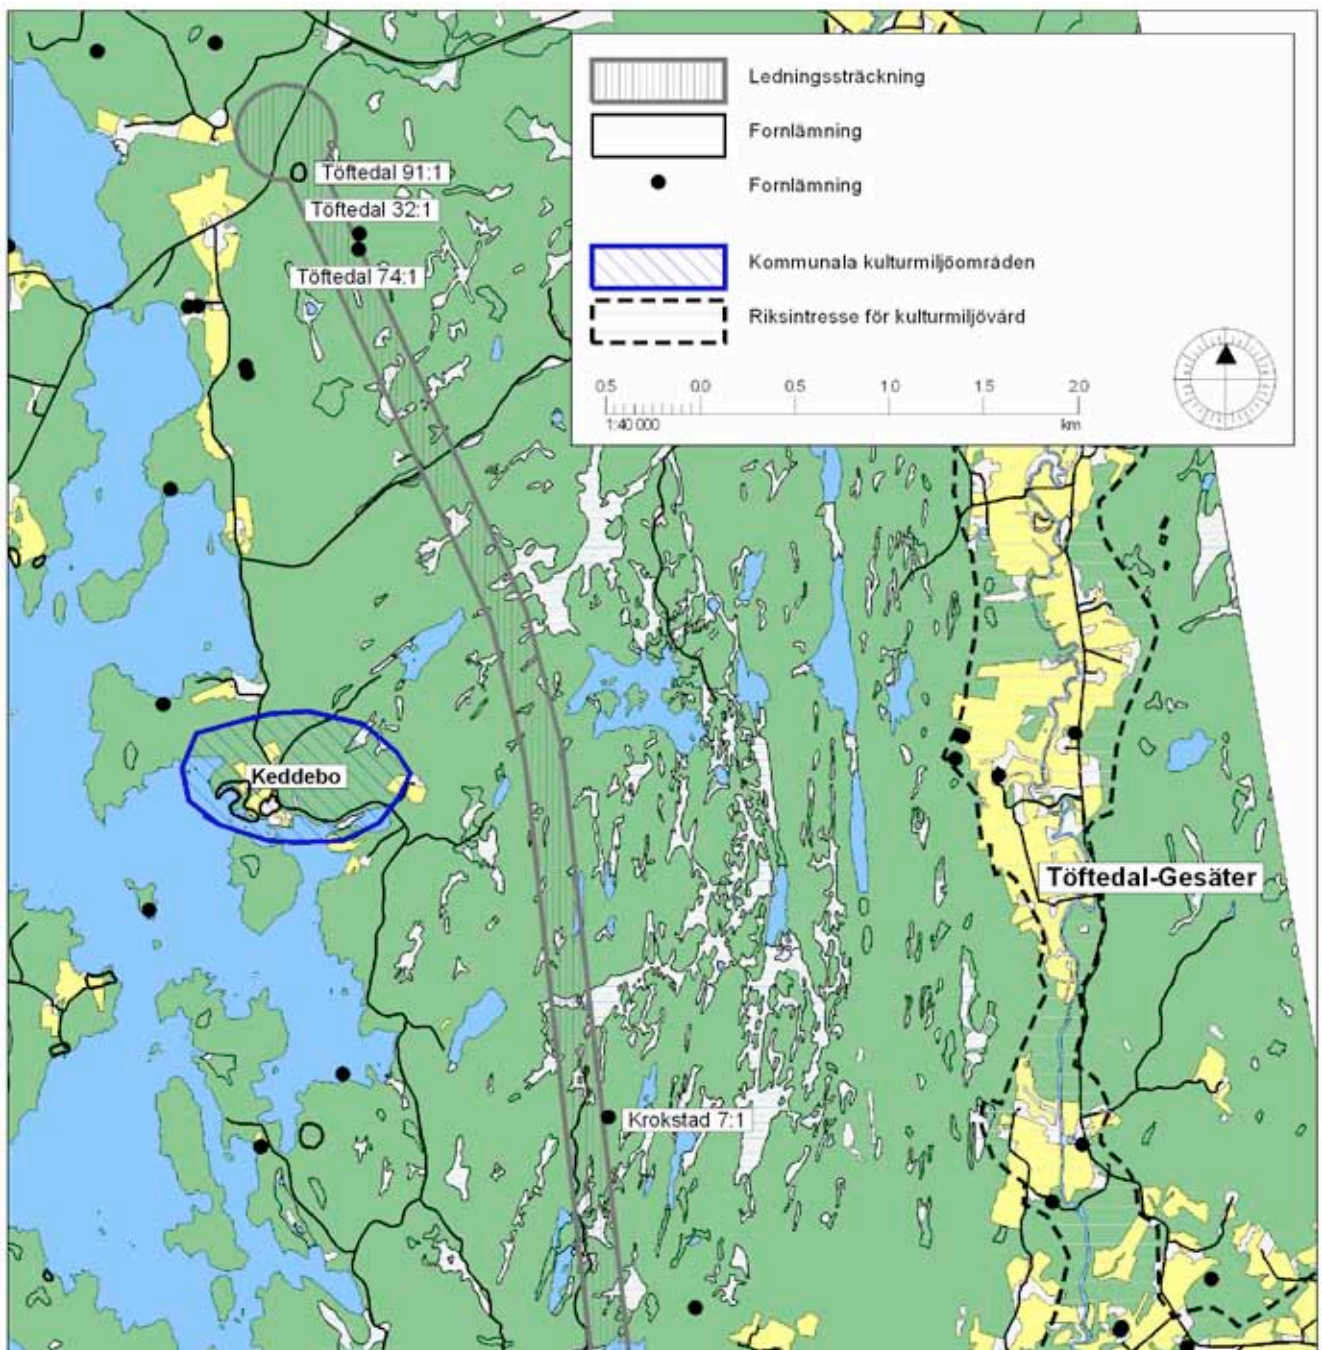 Ledningssträckning
Fornlämning
Fornlämning
Kommunala kulturmiljöområden
Riksintresse för kulturmiljövård
0.5 0.0 0.5 1.0 1.5 2.0
1:40 000 km
Töftedal 91:1
Töftedal 32:1
Töftedal 74:1
Keddebo
Töftedal-Gesäter
Krokstad 7:1